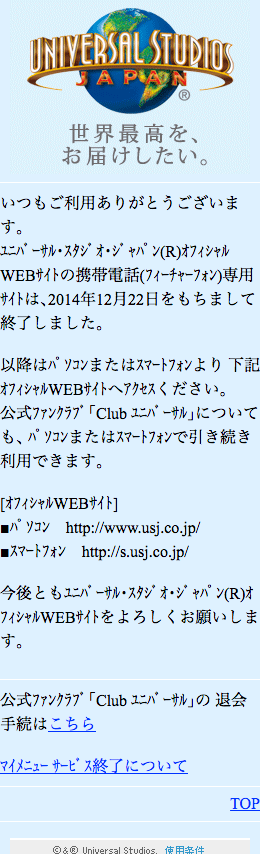 UNIVERSAL STUDIOS
JAPAN®
世界最高を、
お届けしたい。
いつもご利用ありがとうございま
す。
ﾕﾆﾊﾞｰｻﾙ･ｽﾀｼﾞｵ･ｼﾞｬﾊﾟﾝ(R)ｵﾌｨｼｬﾙ
WEBｻｲﾄの携帯電話(ﾌｨｰﾁｬｰﾌｫﾝ)専用
ｻｲﾄは､2014年12月22日をもちまして
終了しました。
以降はﾊﾟｿｺﾝまたはｽﾏｰﾄﾌｫﾝより 下記
ｵﾌｨｼｬﾙWEBｻｲﾄへｱｸｾｽください。
公式ﾌｧﾝｸﾗﾌﾞ｢Club ﾕﾆﾊﾞｰｻﾙ｣について
も､ﾊﾟｿｺﾝまたはｽﾏｰﾄﾌｫﾝで引き続き
利用できます。
[ｵﾌｨｼｬﾙWEBｻｲﾄ]
■ﾊﾟｿｺﾝ　http://www.usj.co.jp/
■ｽﾏｰﾄﾌｫﾝ　http://s.usj.co.jp/
今後ともﾕﾆﾊﾞｰｻﾙ･ｽﾀｼﾞｵ･ｼﾞｬﾊﾟﾝ(R)ｵ
ﾌｨｼｬﾙWEBｻｲﾄをよろしくお願いしま
す。
公式ﾌｧﾝｸﾗﾌﾞ｢Club ﾕﾆﾊﾞｰｻﾙ｣の 退会
手続はこちら
ﾏｲﾒﾆｭｰ ｻｰﾋﾞｽ終了について
TOP
©&® Universal Studios. 使用条件